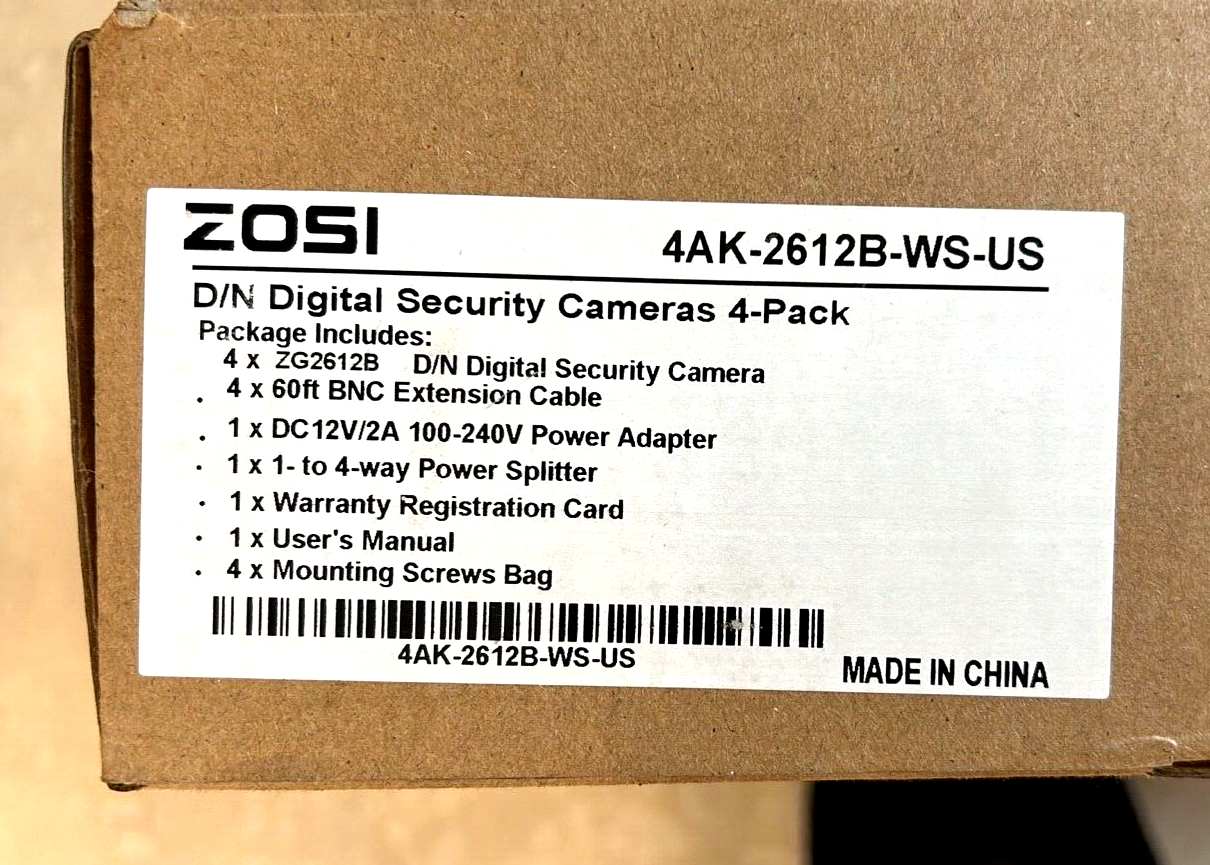 ZOSI
4AK-2612B-WS-US
D/N Digital Security Cameras 4-Pack
Package Includes:
4 x ZG2612B D/N Digital Security Camera
. 4 x 60ft BNC Extension Cable
. 1 x DC12V/2A 100-240V Power Adapter
· 1 x 1- to 4-way Power Splitter
· 1 x Warranty Registration Card
· 1 x User's Manual
· 4 x Mounting Screws Bag
4AK-2612B-WS-US
MADE IN CHINA